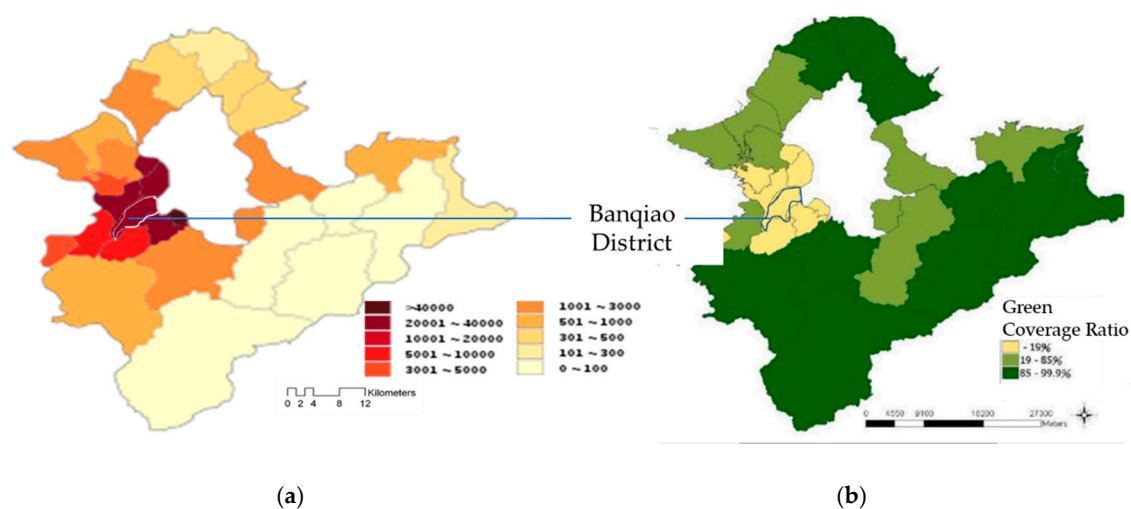 Banqiao
District
>40000
20001 ~ 40000
10001 ~ 20000
5001 ~ 10000
3001 ~ 5000
1001 ~ 3000
501 ~ 1000
301 ~ 500
101 ~ 300
0 ~ 100
Kilometers
0 2 4 8 12
Green
Coverage Ratio
- 19%
19 - 85%
85 - 99.9%
0 4550 9100 18200 27300
Meters
(a)
(b)